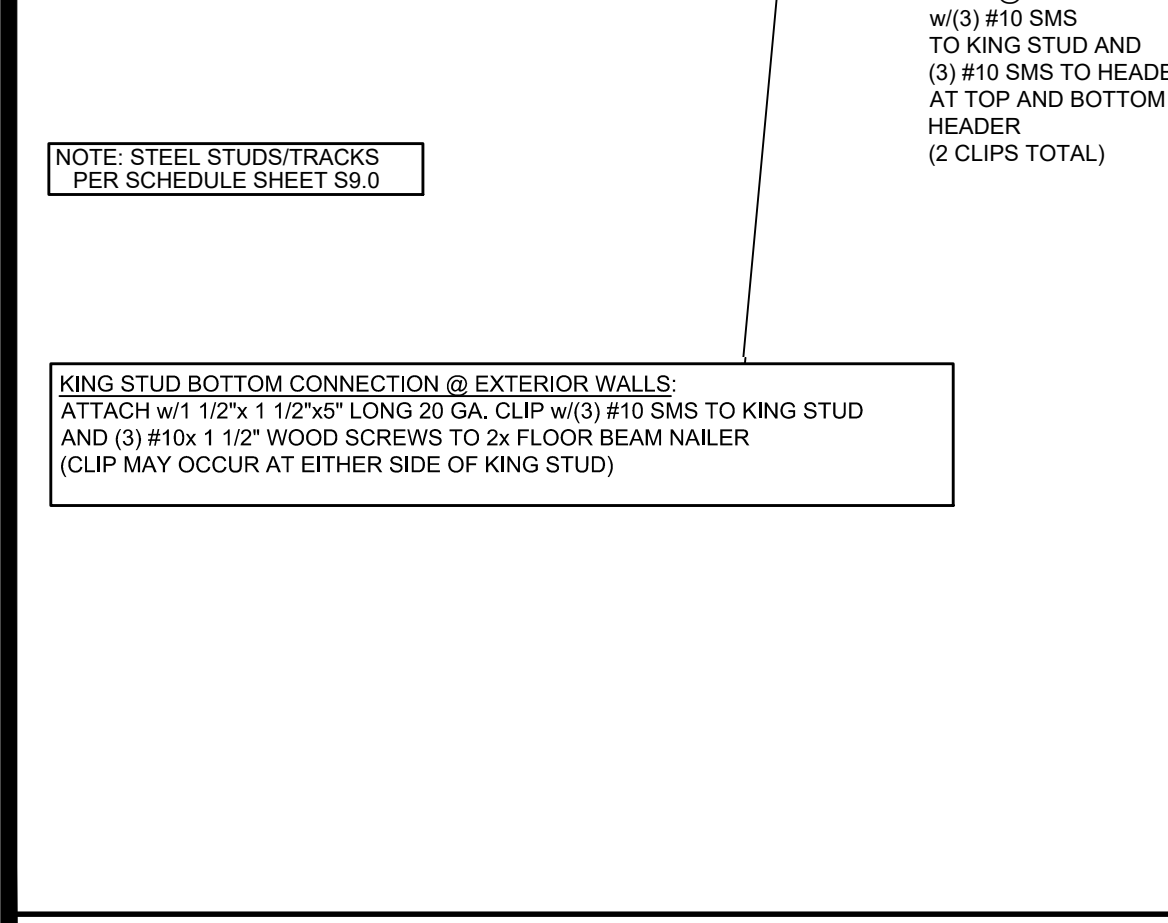 w/(3) #10 SMS
TO KING STUD AND
(3) #10 SMS TO
AT TOP AND BOTTOM
HEADER
(2 CLIPS TOTAL)
NOTE: STEEL STUDS/TRACKS
PER SCHEDULE SHEET S9.0
KING STUD BOTTOM CONNECTION @ EXTERIOR WALLS:
ATTACH w/1 1/2"x 1 1/2"x5" LONG 20 GA. CLIP w/(3) #10 SMS TO KING STUD
AND (3) #10x 1 1/2" WOOD SCREWS TO 2x FLOOR BEAM NAILER
(CLIP MAY OCCUR AT EITHER SIDE OF KING STUD)